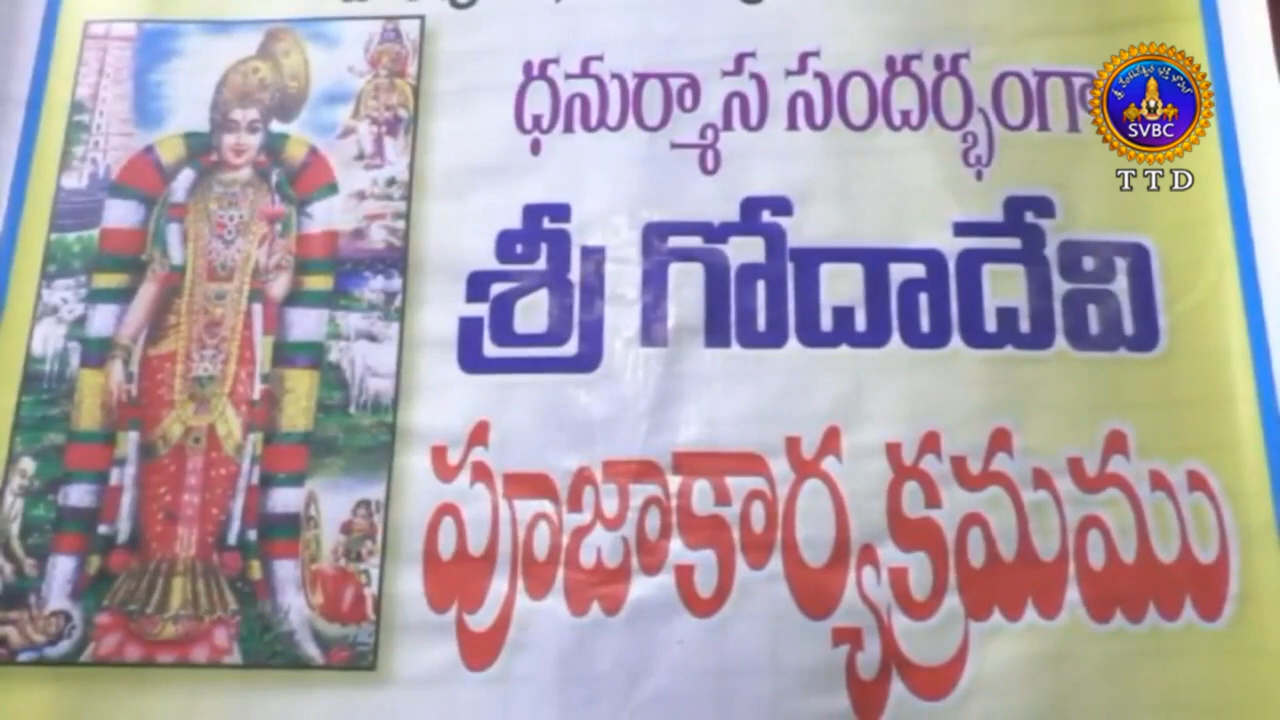 ధనుర్మాస సందర్భంగా
శ్రీ గోదాదేవి
పూజాకార్యక్రమము
SVBC
TTD